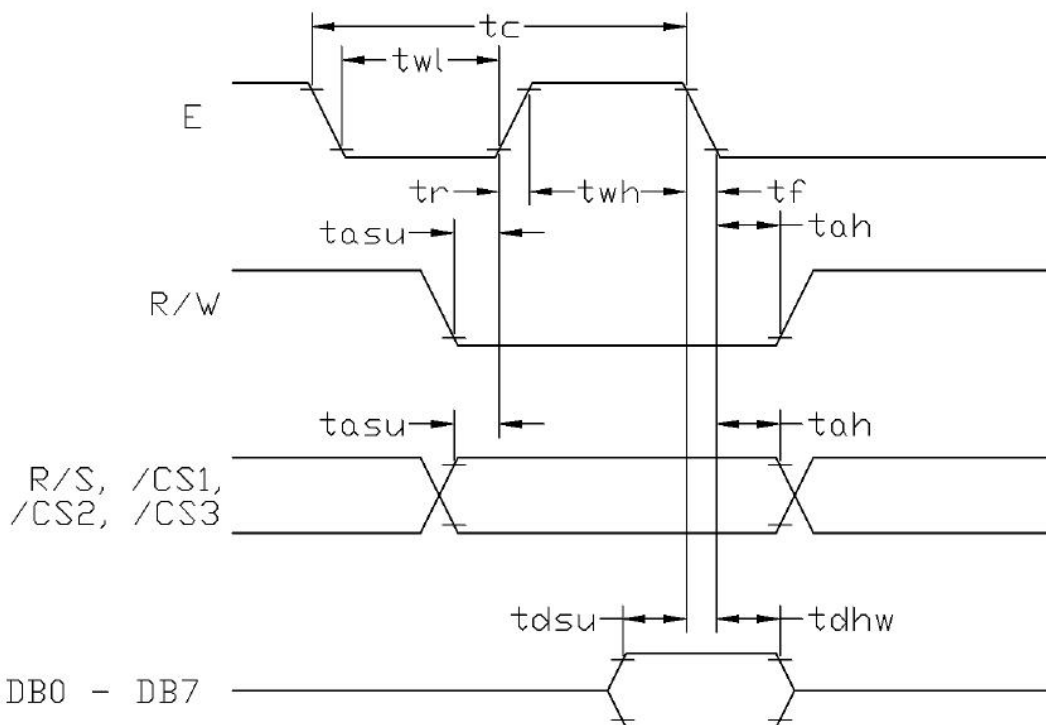 tc
twl
E
tr twh tf
tasu tah
R/W
tasu tah
R/S, /CS1,
/CS2, /CS3
tdsu tdhw
DB0 - DB7